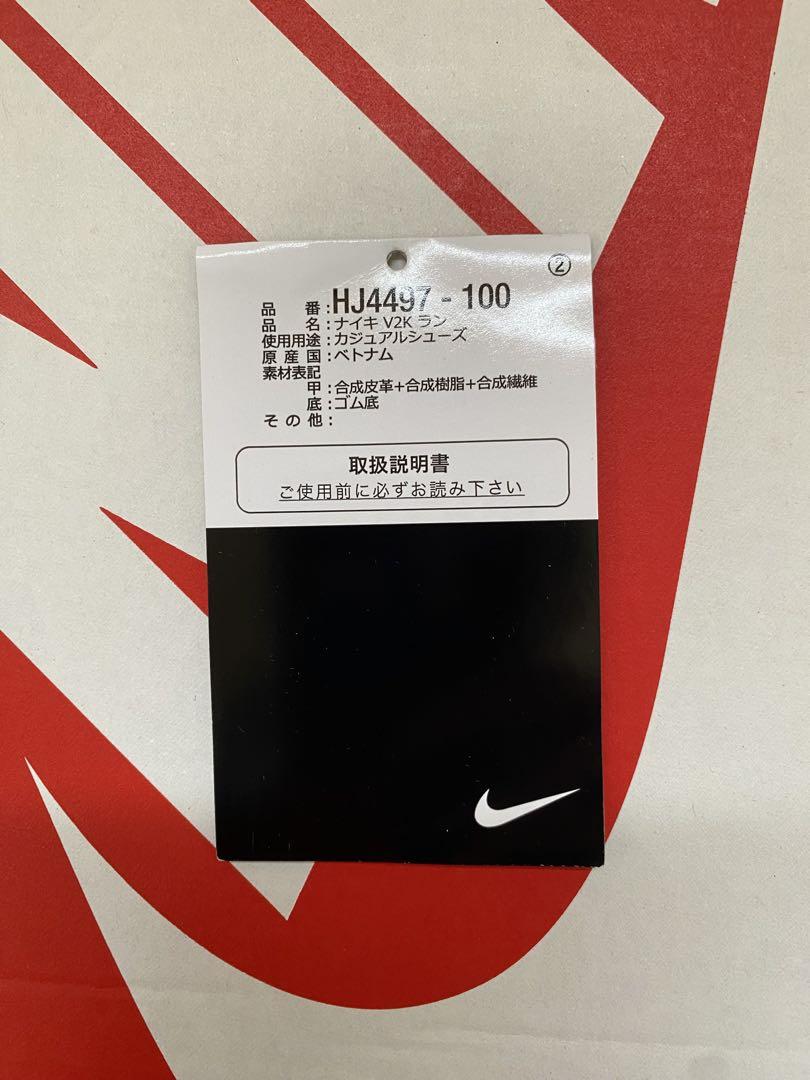 ②
品番:HJ4497-100
品名:ナイキ V2K ラン
使用用途:カジュアルシューズ
原産国:ベトナム
素材表記
甲:合成皮革+合成樹脂+合成繊維
底:ゴム底
その他:
取扱説明書
ご使用前に必ずお読み下さい